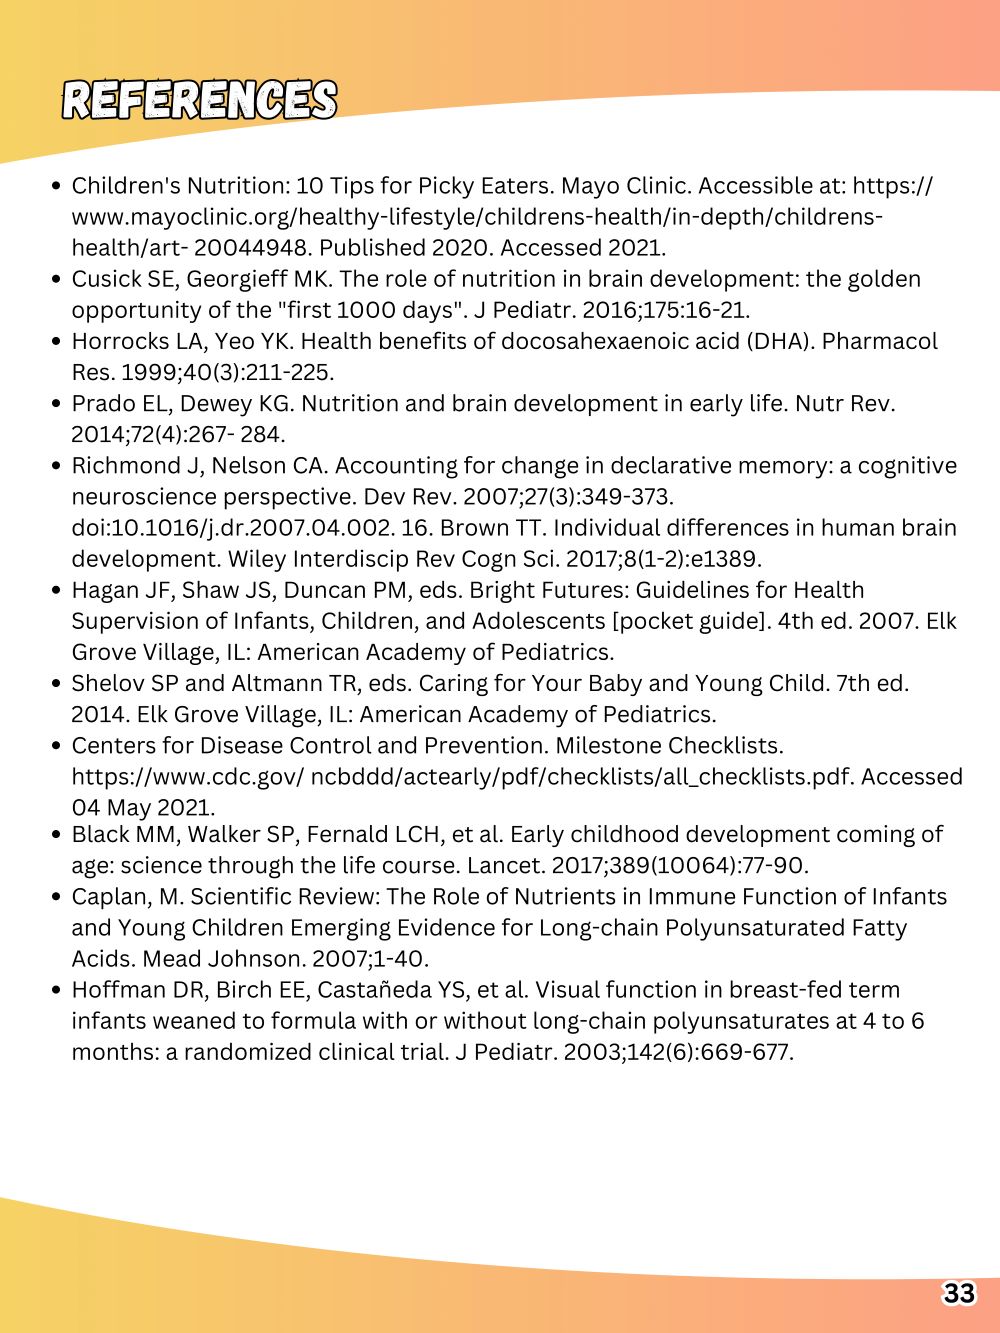 REFERENCES
• Children's Nutrition: 10 Tips for Picky Eaters. Mayo Clinic. Accessible at: https://
www.mayoclinic.org/healthy-lifestyle/childrens-health/in-depth/childrens-
health/art- 20044948. Published 2020. Accessed 2021.
• Cusick SE, Georgieff MK. The role of nutrition in brain development: the golden
opportunity of the "first 1000 days". J Pediatr. 2016;175:16-21.
• Horrocks LA, Yeo YK. Health benefits of docosahexaenoic acid (DHA). Pharmacol
Res. 1999;40(3):211-225.
• Prado EL, Dewey KG. Nutrition and brain development in early life. Nutr Rev.
2014;72(4):267- 284.
• Richmond J, Nelson CA. Accounting for change in declarative memory: a cognitive
neuroscience perspective. Dev Rev. 2007;27(3):349-373.
doi:10.1016/j.dr.2007.04.002. 16. Brown TT. Individual differences in human brain
development. Wiley Interdiscip Rev Cogn Sci. 2017;8(1-2):e1389.
• Hagan JF, Shaw JS, Duncan PM, eds. Bright Futures: Guidelines for Health
Supervision of Infants, Children, and Adolescents [pocket guide]. 4th ed. 2007. Elk
Grove Village, IL: American Academy of Pediatrics.
• Shelov SP and Altmann TR, eds. Caring for Your Baby and Young Child. 7th ed.
2014. Elk Grove Village, IL: American Academy of Pediatrics.
• Centers for Disease Control and Prevention. Milestone Checklists.
https://www.cdc.gov/ ncbddd/actearly/pdf/checklists/all_checklists.pdf. Accessed
04 May 2021.
• Black MM, Walker SP, Fernald LCH, et al. Early childhood development coming of
age: science through the life course. Lancet. 2017;389(10064):77-90.
• Caplan, M. Scientific Review: The Role of Nutrients in Immune Function of Infants
and Young Children Emerging Evidence for Long-chain Polyunsaturated Fatty
Acids. Mead Johnson. 2007;1-40.
• Hoffman DR, Birch EE, Castañeda YS, et al. Visual function in breast-fed term
infants weaned to formula with or without long-chain polyunsaturates at 4 to 6
months: a randomized clinical trial. J Pediatr. 2003;142(6):669-677.
33